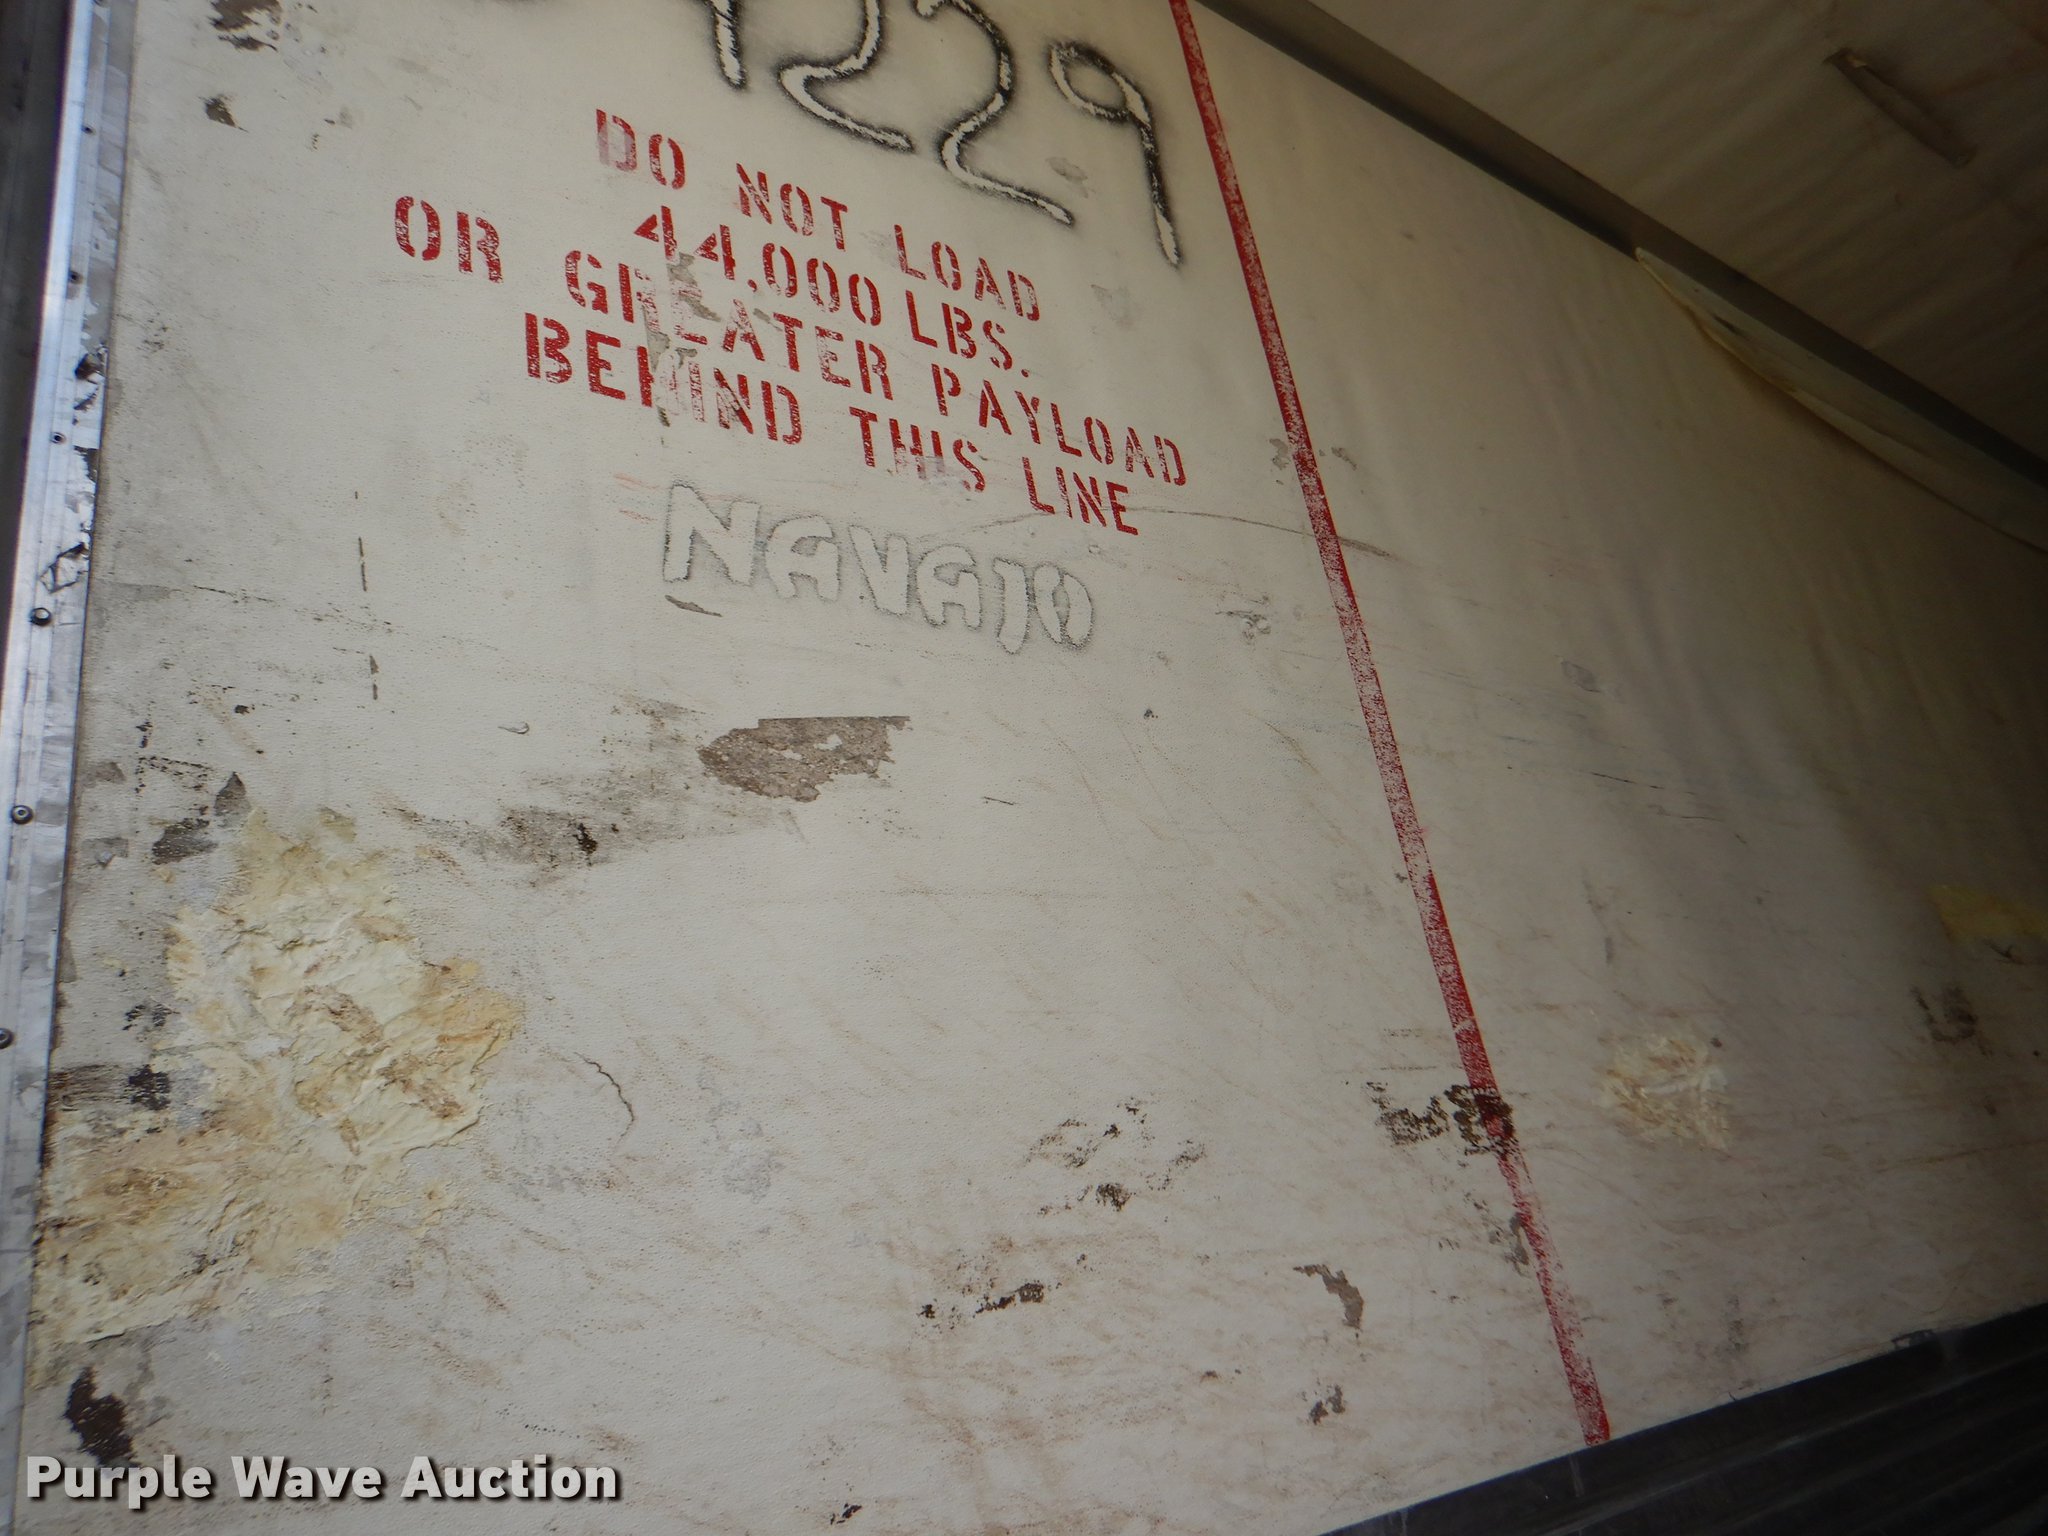 229
DO NOT LOAD
44,000 LBS.
OR GREATER PAYLOAD
BEHIND THIS LINE
NAVAJO
Purple Wave Auction